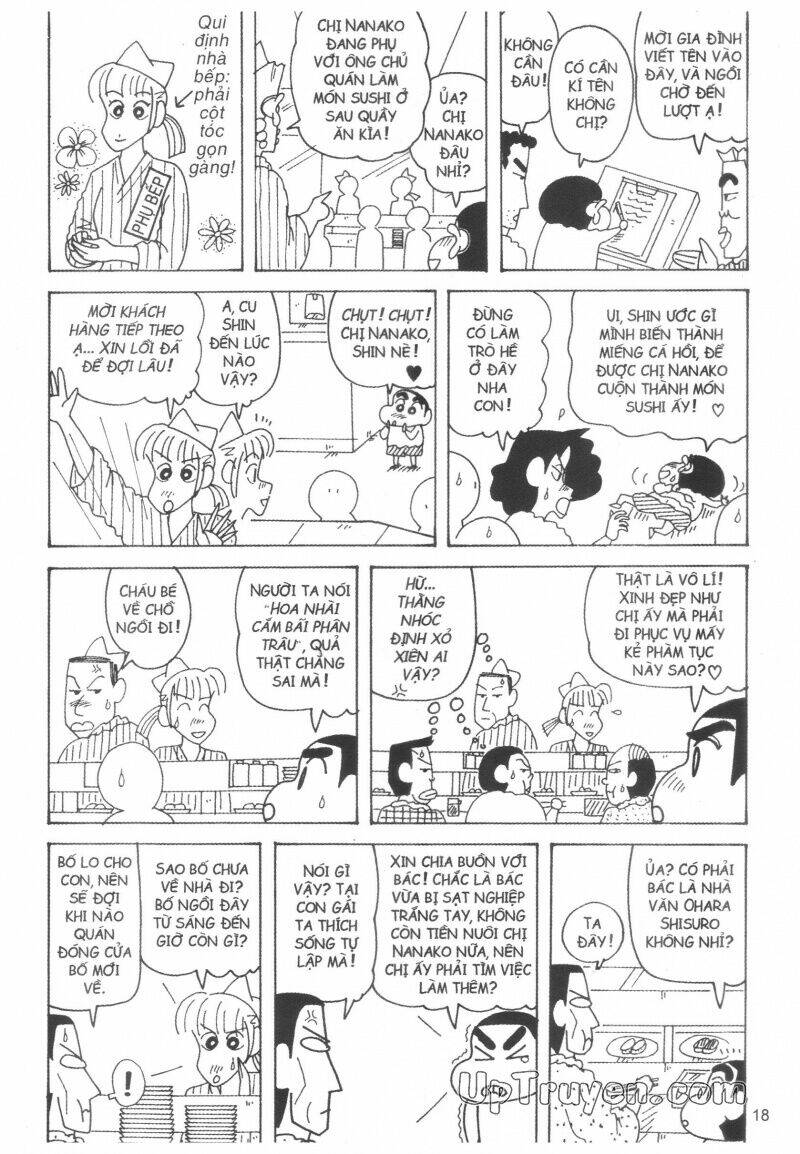 MỜI GIA ĐÌNH
VIẾT TÊN VÀO
ĐÂY, VÀ NGỒI
CHỜ ĐẾN
LƯỢT Ạ!
CÓ CẦN
KÍ TÊN
KHÔNG
CHỊ?
KHÔNG
CẦN
ĐÂU!
ỦA?
CHỊ
NANAKO
ĐÂU
NHỈ?
CHỊ NANAKO
ĐANG PHỤ
VỚI ÔNG CHỦ
QUÁN LÀM
MÓN SUSHI Ở
SAU QUẦY
ĂN KÌA!
Qui
định
nhà
bếp:
phải
cột
tóc
gọn
gàng!
PHỤ BẾP
UI, SHIN ƯỚC GÌ
MÌNH BIẾN THÀNH
MIẾNG CÁ HỒI, ĐỂ
ĐƯỢC CHỊ NANAKO
CUỘN THÀNH MÓN
SUSHI ẤY! ♡
ĐỪNG
CÓ LÀM
TRÒ HỀ
Ở ĐÂY
NHA
CON!
CHỤT! CHỤT!
CHỊ NANAKO,
SHIN NÈ!
♥
A, CU
SHIN
ĐẾN LÚC
NÀO
VẬY?
MỜI KHÁCH
HÀNG TIẾP THEO
Ạ... XIN LỖI ĐÃ
ĐỂ ĐỢI LÂU!
THẬT LÀ VÔ LÍ!
XINH ĐẸP NHƯ
CHỊ ẤY MÀ PHẢI
ĐI PHỤC VỤ MẤY
KẺ PHÀM TỤC
NÀY SAO?♡
HỪ...
THẰNG
NHÓC
ĐỊNH XỎ
XIÊN AI
VẬY?
NGƯỜI TA NÓI
"HOA NHÀI
CẮM BÃI PHÂN
TRÂU", QUẢ
THẬT CHẲNG
SAI MÀ!
CHÁU BÉ
VỀ CHỖ
NGỒI ĐI!
ỦA? CÓ PHẢI
BÁC LÀ NHÀ
VĂN OHARA
SHISURO
KHÔNG NHỈ?
TA
ĐÂY!
XIN CHIA BUỒN VỚI
BÁC! CHẮC LÀ BÁC
VỪA BỊ SẠT NGHIỆP
TRẮNG TAY, KHÔNG
CÒN TIỀN NUÔI CHỊ
NANAKO NỮA, NÊN
CHỊ ẤY PHẢI TÌM VIỆC
LÀM THÊM?
NÓI GÌ
VẬY? TẠI
CON GÁI
TA THÍCH
SỐNG TỰ
LẬP MÀ!
SAO BỐ CHƯA
VỀ NHÀ ĐI?
BỐ NGỒI ĐÂY
TỪ SÁNG ĐẾN
GIỜ CÒN GÌ?
BỐ LO CHO
CON, NÊN
SẼ ĐỢI
KHI NÀO
QUÁN
ĐÓNG CỬA
BỐ MỚI
VỀ.
!
UpTruyen.com
18